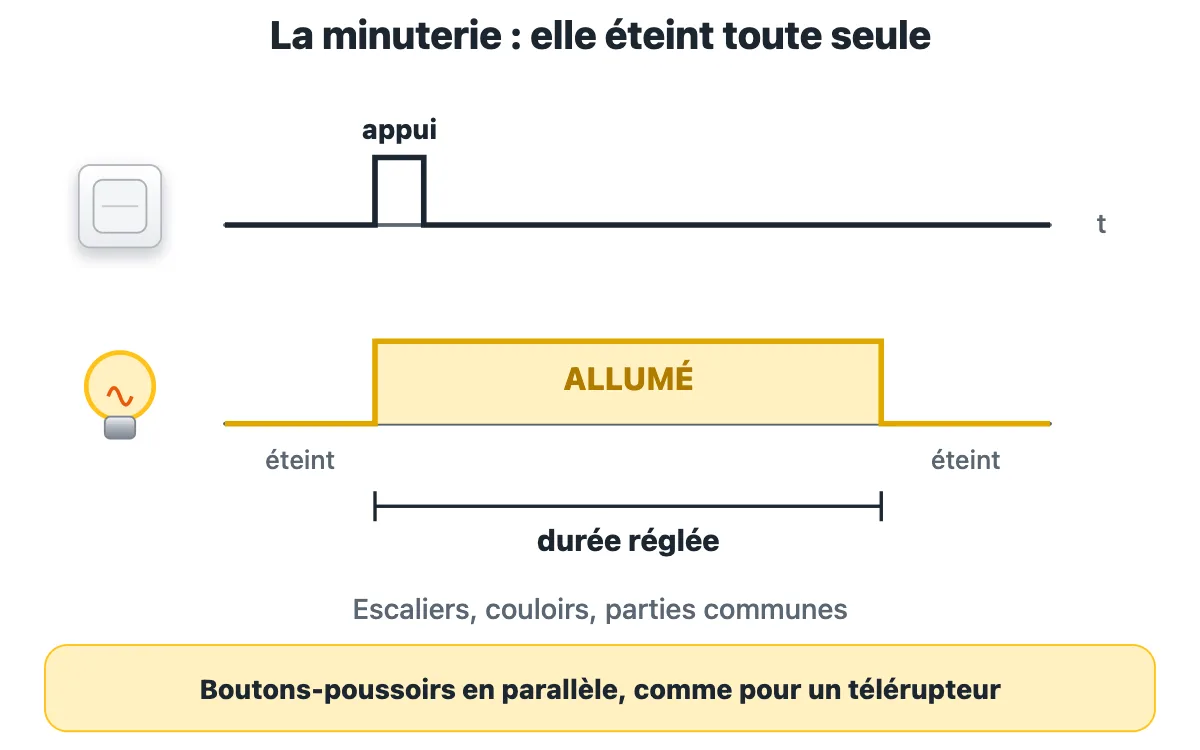 La minuterie : elle éteint toute seule
appui
t
ALLUMÉ
éteint
éteint
durée réglée
Escaliers, couloirs, parties communes
Boutons-poussoirs en parallèle, comme pour un télérupteur